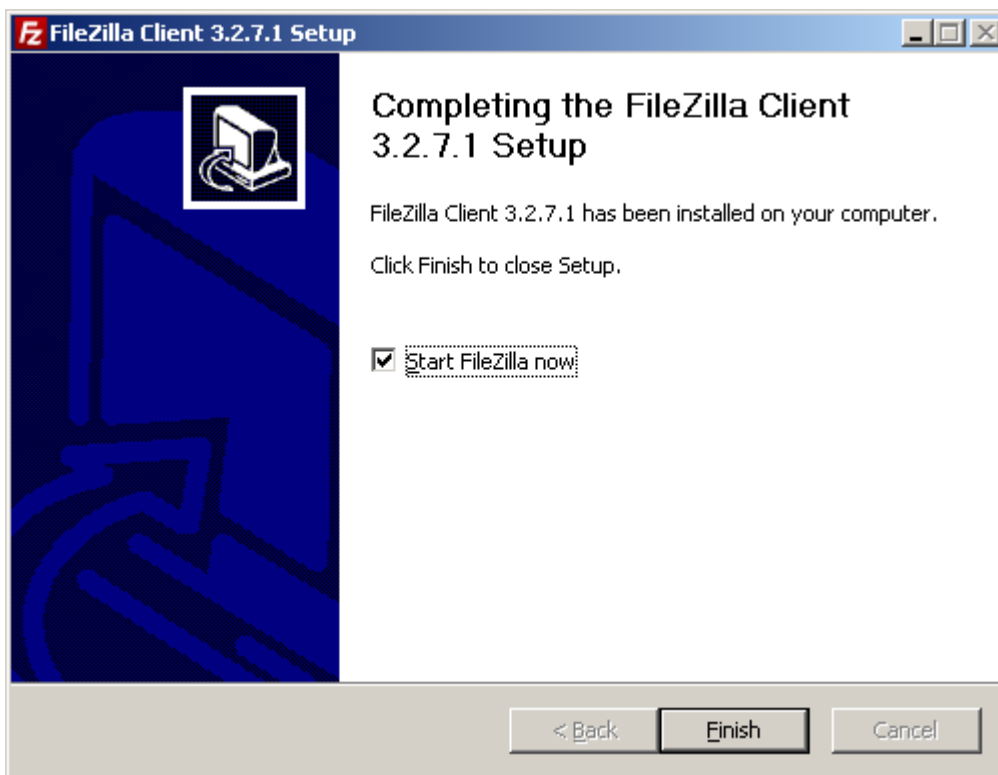 FileZilla Client 3.2.7.1 Setup
Completing the FileZilla Client
3.2.7.1 Setup
FileZilla Client 3.2.7.1 has been installed on your computer.
Click Finish to close Setup.
Start FileZilla now
< Back
Finish
Cancel